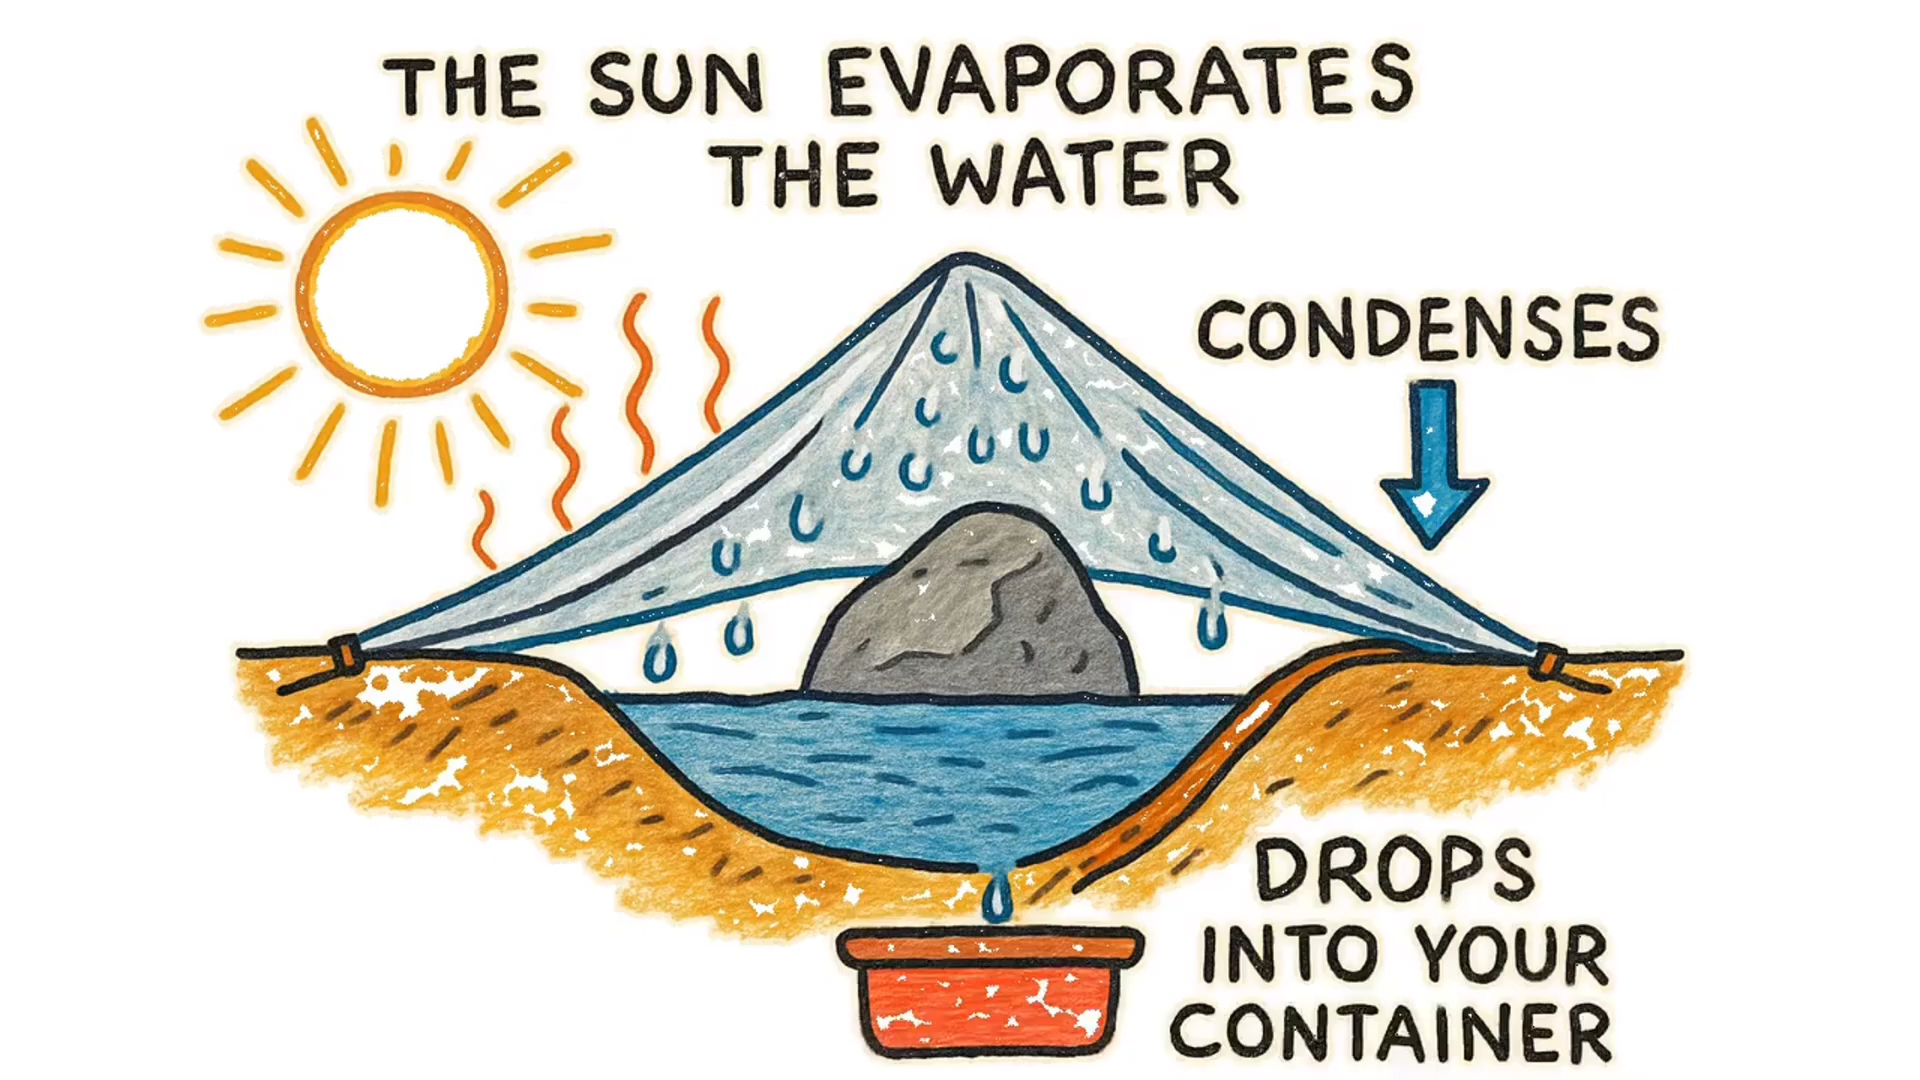 THE SUN EVAPORATES
THE WATER
CONDENSES
DROPS
INTO YOUR
CONTAINER